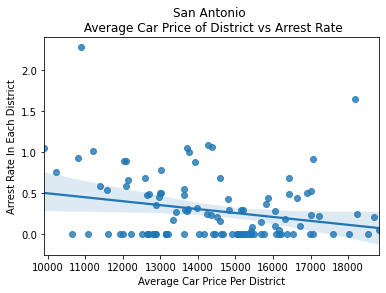 San Antonio
Average Car Price of District vs Arrest Rate
Arrest Rate In Each District
2.0
1.5
1.0
0.5
0.0
10000 11000 12000 13000 14000 15000 16000 17000 18000
Average Car Price Per District